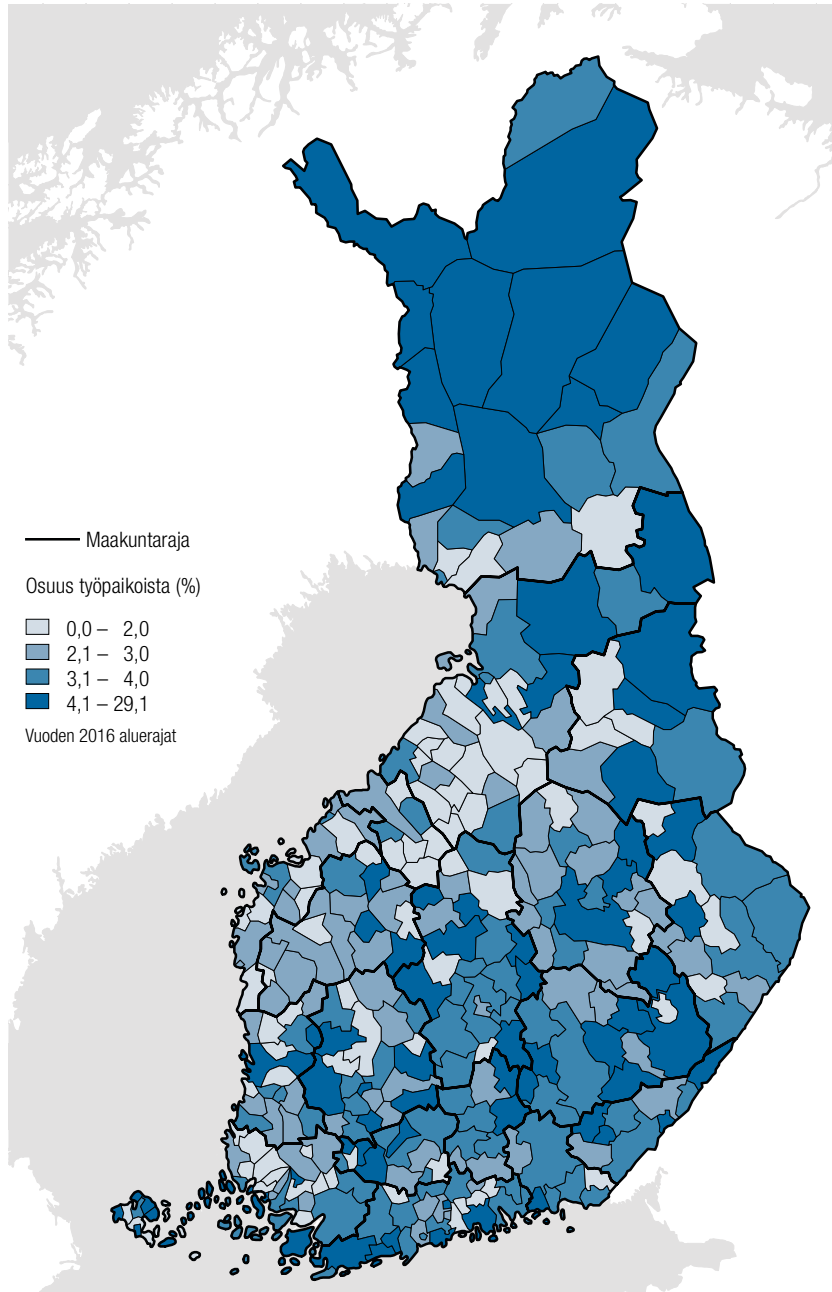 Maakuntaraja
Osuus työpaikoista (%)
0,0 – 2,0
2,1 – 3,0
3,1 – 4,0
4,1 – 29,1
Vuoden 2016 aluerajat